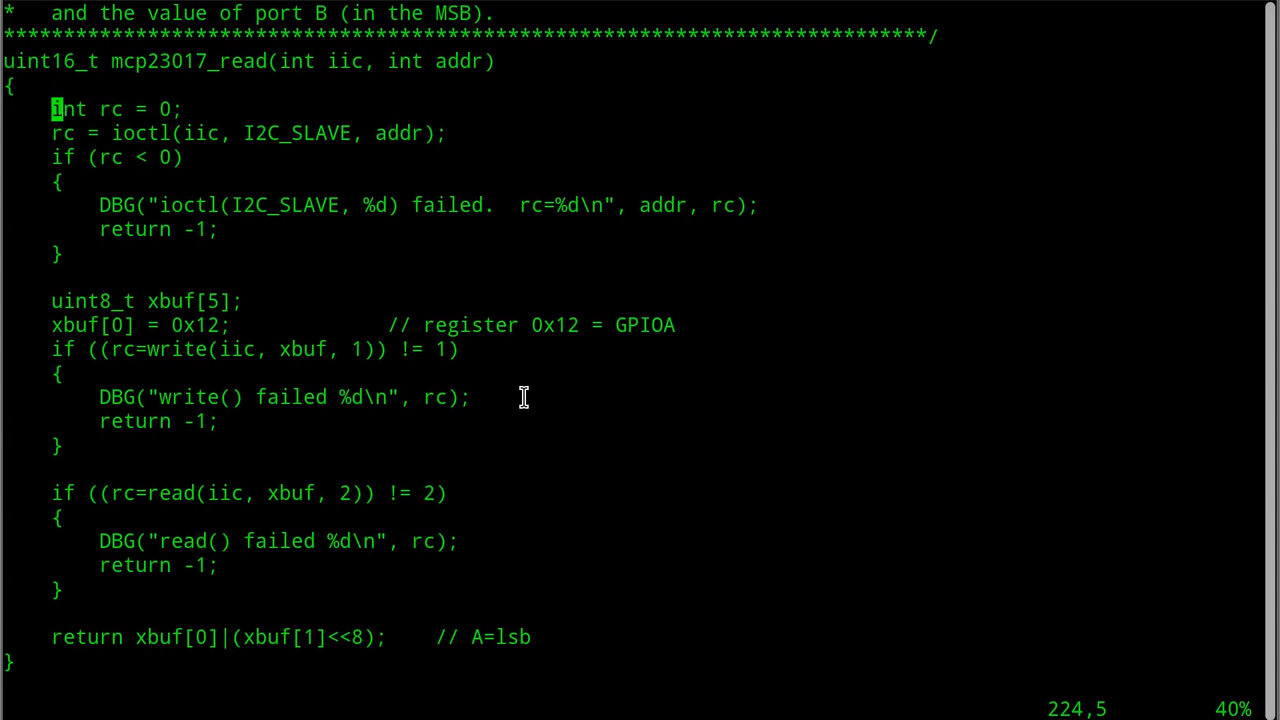 *   and the value of port B (in the MSB).
*****************************************************************************/
uint16_t mcp23017_read(int iic, int addr)
{
    int rc = 0;
    rc = ioctl(iic, I2C_SLAVE, addr);
    if (rc < 0)
    {
        DBG("ioctl(I2C_SLAVE, %d) failed.  rc=%d\n", addr, rc);
        return -1;
    }

    uint8_t xbuf[5];
    xbuf[0] = 0x12;             // register 0x12 = GPIOA
    if ((rc=write(iic, xbuf, 1)) != 1)
    {
        DBG("write() failed %d\n", rc);
        return -1;
    }

    if ((rc=read(iic, xbuf, 2)) != 2)
    {
        DBG("read() failed %d\n", rc);
        return -1;
    }

    return xbuf[0]|(xbuf[1]<<8);    // A=lsb
}
224,5         40%